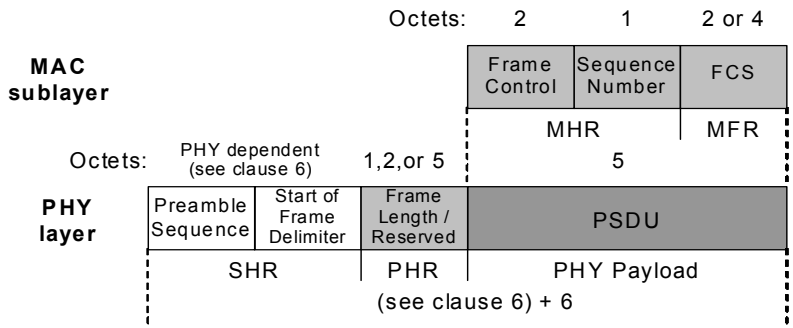 Octets: 2 1 2 or 4
MAC sublayer
Frame Control
Sequence Number
FCS
MHR MFR
Octets: PHY dependent (see clause 6) 1,2,or 5 5
PHY layer
Preamble Sequence
Start of Frame Delimiter
Frame Length / Reserved
PSDU
SHR PHR PHY Payload
(see clause 6) + 6